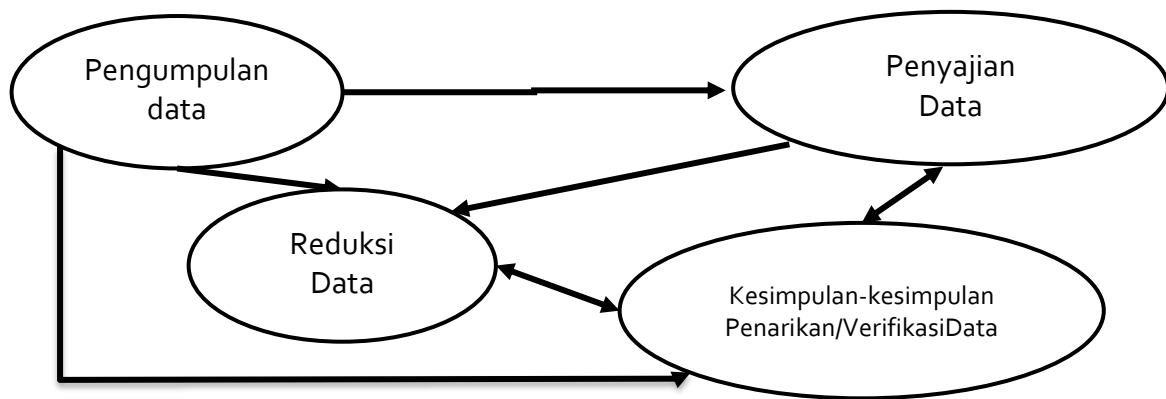 Pengumpulan
data
Penyajian
Data
Reduksi
Data
Kesimpulan-kesimpulan
Penarikan/VerifikasiData